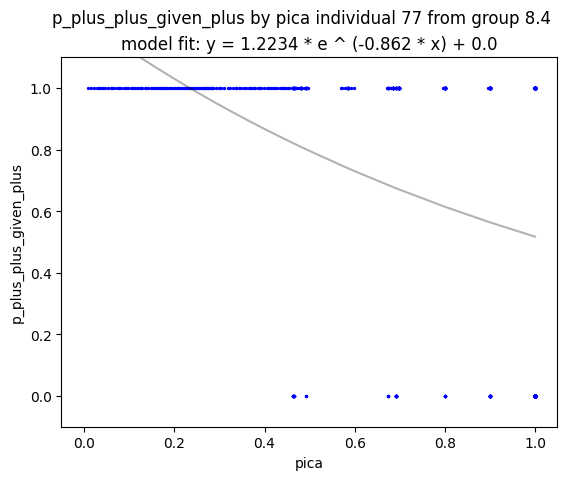 p_plus_plus_given_plus by pica individual 77 from group 8.4
model fit: y = 1.2234 * e ^ (-0.862 * x) + 0.0
1.0
0.8
0.6
0.4
0.2
0.0
p_plus_plus_given_plus
0.0 0.2 0.4 0.6 0.8 1.0
pica